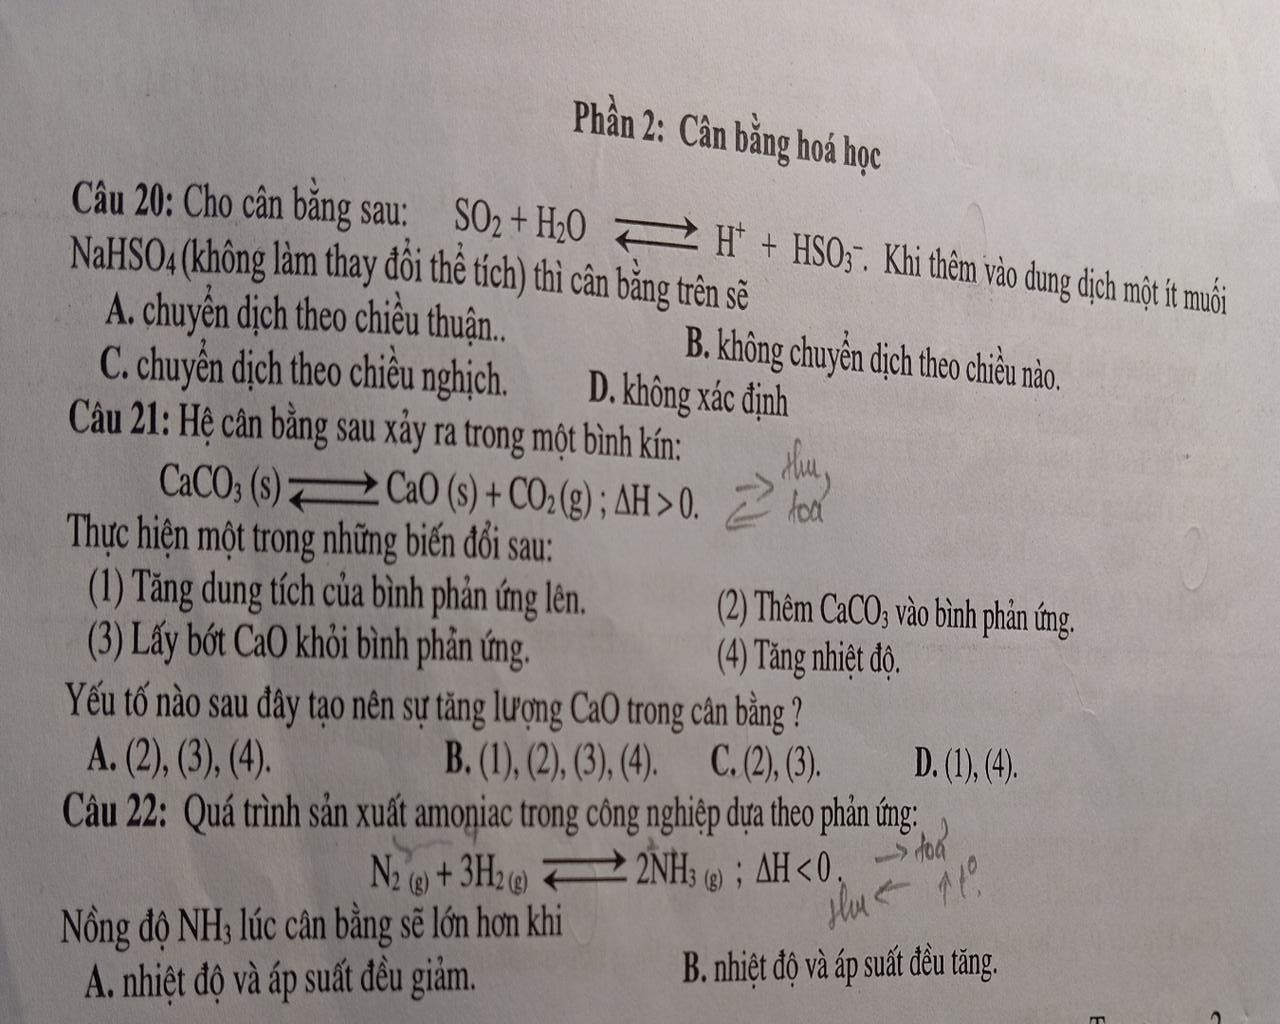 Phần 2: Cân bằng hoá học
Câu 20: Cho cân bằng sau: SO₂ + H₂O ⇌ H⁺ + HSO₃⁻. Khi thêm vào dung dịch một ít muối
NaHSO₄ (không làm thay đổi thể tích) thì cân bằng trên sẽ
A. chuyển dịch theo chiều thuận.. B. không chuyển dịch theo chiều nào.
C. chuyển dịch theo chiều nghịch. D. không xác định
Câu 21: Hệ cân bằng sau xảy ra trong một bình kín:
CaCO₃ (s) ⇌ CaO (s) + CO₂ (g) ; ΔH > 0. → thu
← toả
Thực hiện một trong những biến đổi sau:
(1) Tăng dung tích của bình phản ứng lên. (2) Thêm CaCO₃ vào bình phản ứng.
(3) Lấy bớt CaO khỏi bình phản ứng. (4) Tăng nhiệt độ.
Yếu tố nào sau đây tạo nên sự tăng lượng CaO trong cân bằng ?
A. (2), (3), (4). B. (1), (2), (3), (4). C. (2), (3). D. (1), (4).
Câu 22: Quá trình sản xuất amoniac trong công nghiệp dựa theo phản ứng:
N₂ (g) + 3H₂ (g) ⇌ 2NH₃ (g) ; ΔH < 0. → toả
thu ← ↑t°.
Nồng độ NH₃ lúc cân bằng sẽ lớn hơn khi
A. nhiệt độ và áp suất đều giảm. B. nhiệt độ và áp suất đều tăng.